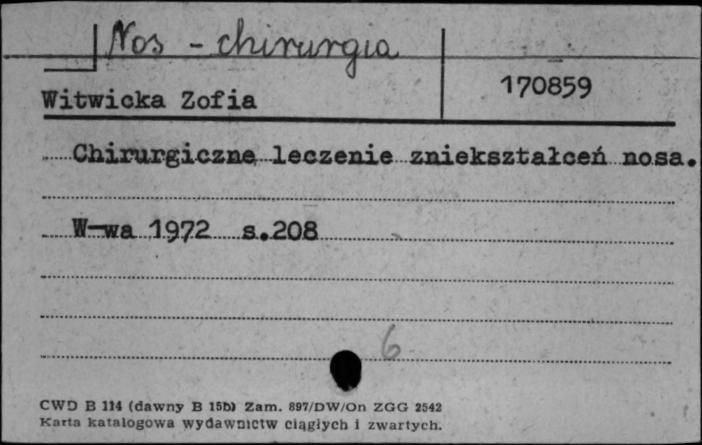 Nos - chirurgia
Witwicka Zofia
170859
Chirurgiczne leczenie zniekształceń nosa.
W-wa 1972 s.208
6
CWD B 114 (dawny B 15b) Zam. 897/DW/On ZGG 2542
Karta katalogowa wydawnictw ciągłych i zwartych.